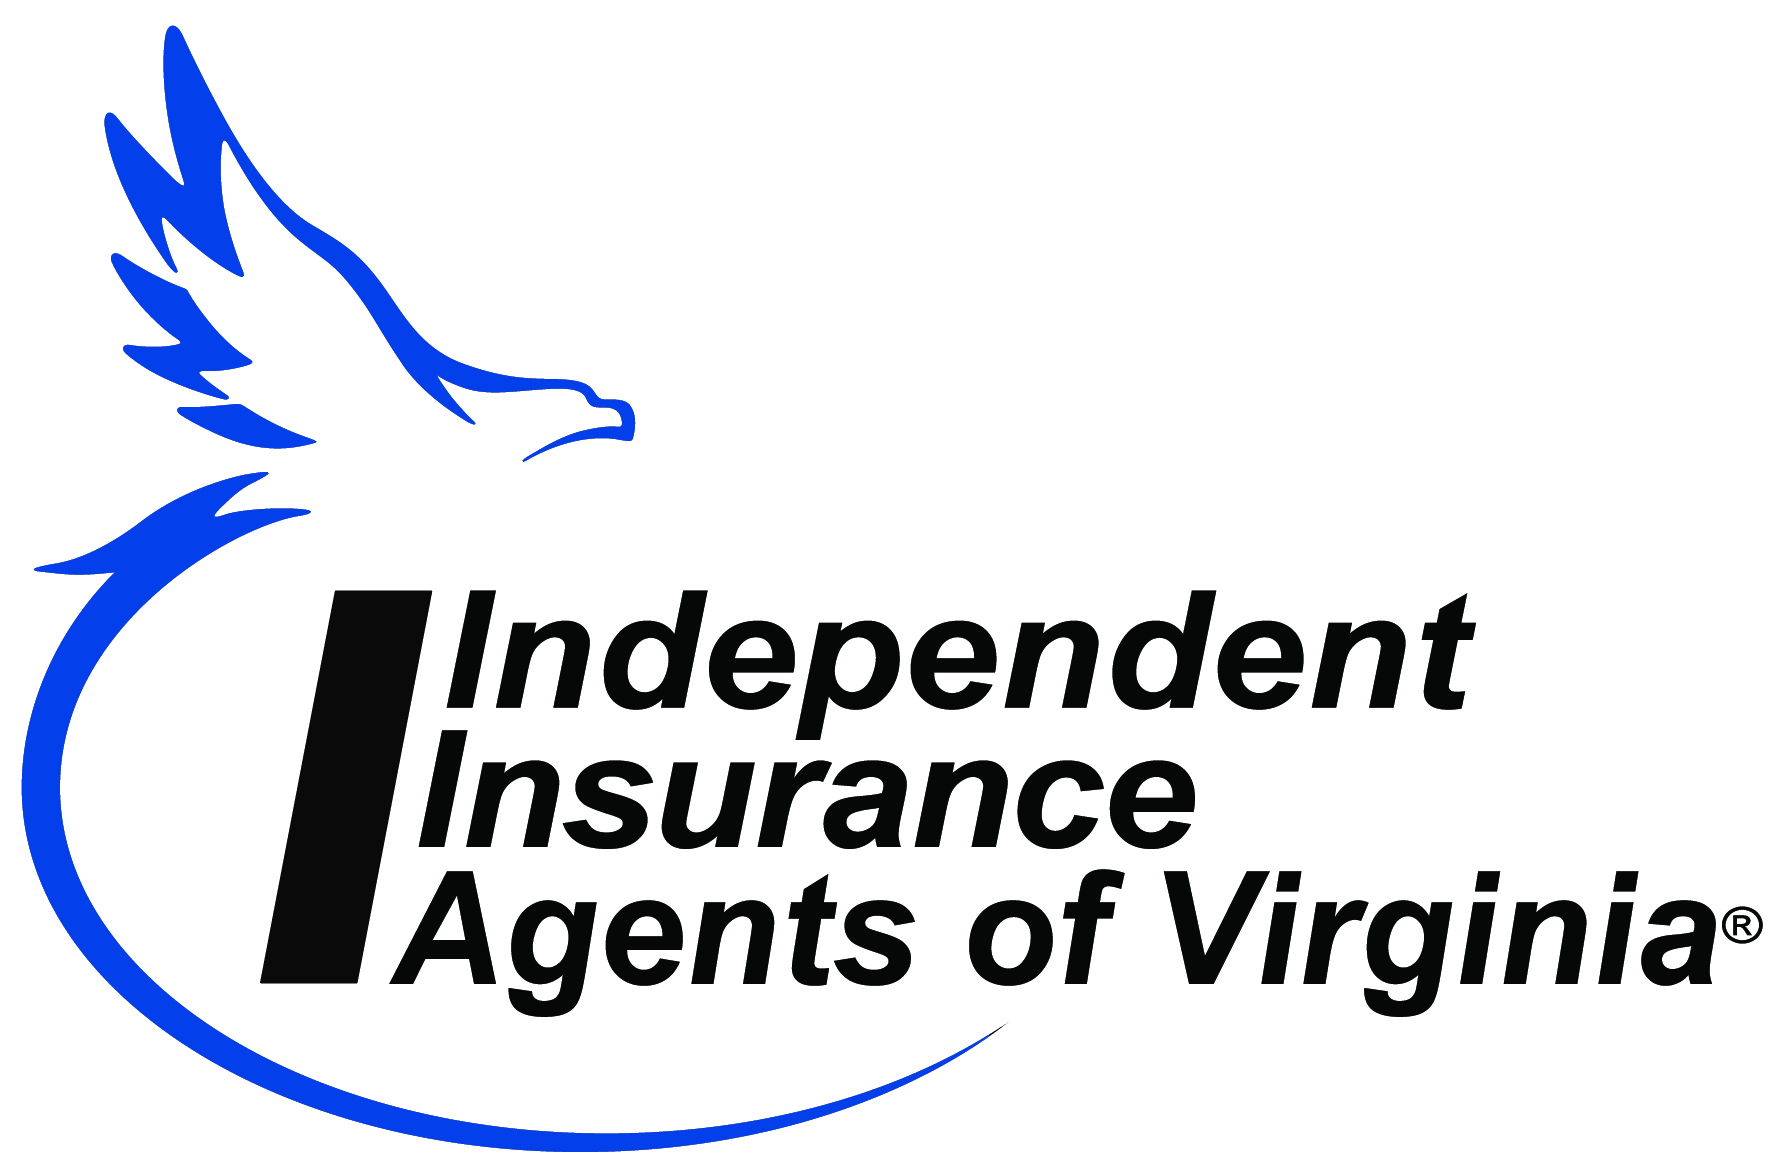 Independent
Insurance
Agents of Virginia®